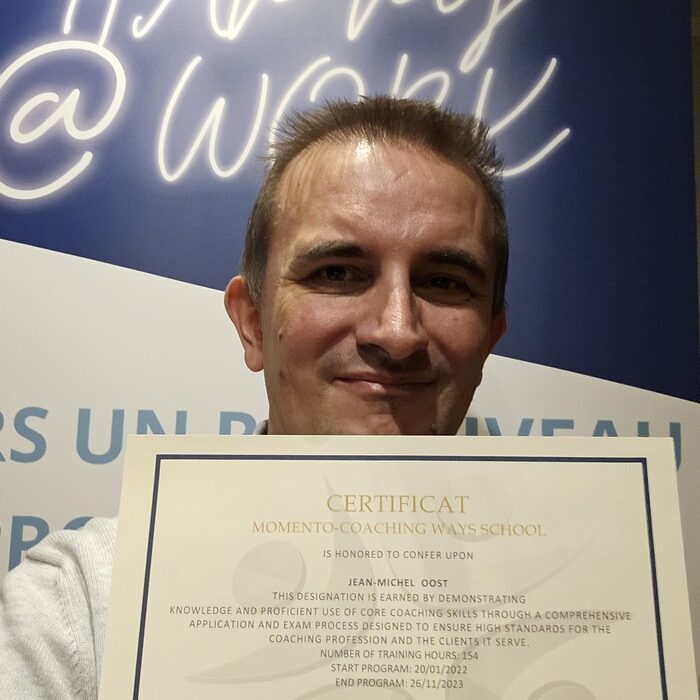 @ Work
RS UN
CERTIFICAT
MOMENTO-COACHING WAYS SCHOOL
IS HONORED TO CONFER UPON
JEAN-MICHEL OOST
THIS DESIGNATION IS EARNED BY DEMONSTRATING
KNOWLEDGE AND PROFICIENT USE OF CORE COACHING SKILLS THROUGH A COMPREHENSIVE
APPLICATION AND EXAM PROCESS DESIGNED TO ENSURE HIGH STANDARDS FOR THE
COACHING PROFESSION AND THE CLIENTS IT SERVE.
NUMBER OF TRAINING HOURS: 154
START PROGRAM: 20/01/2022
END PROGRAM: 26/11/2023